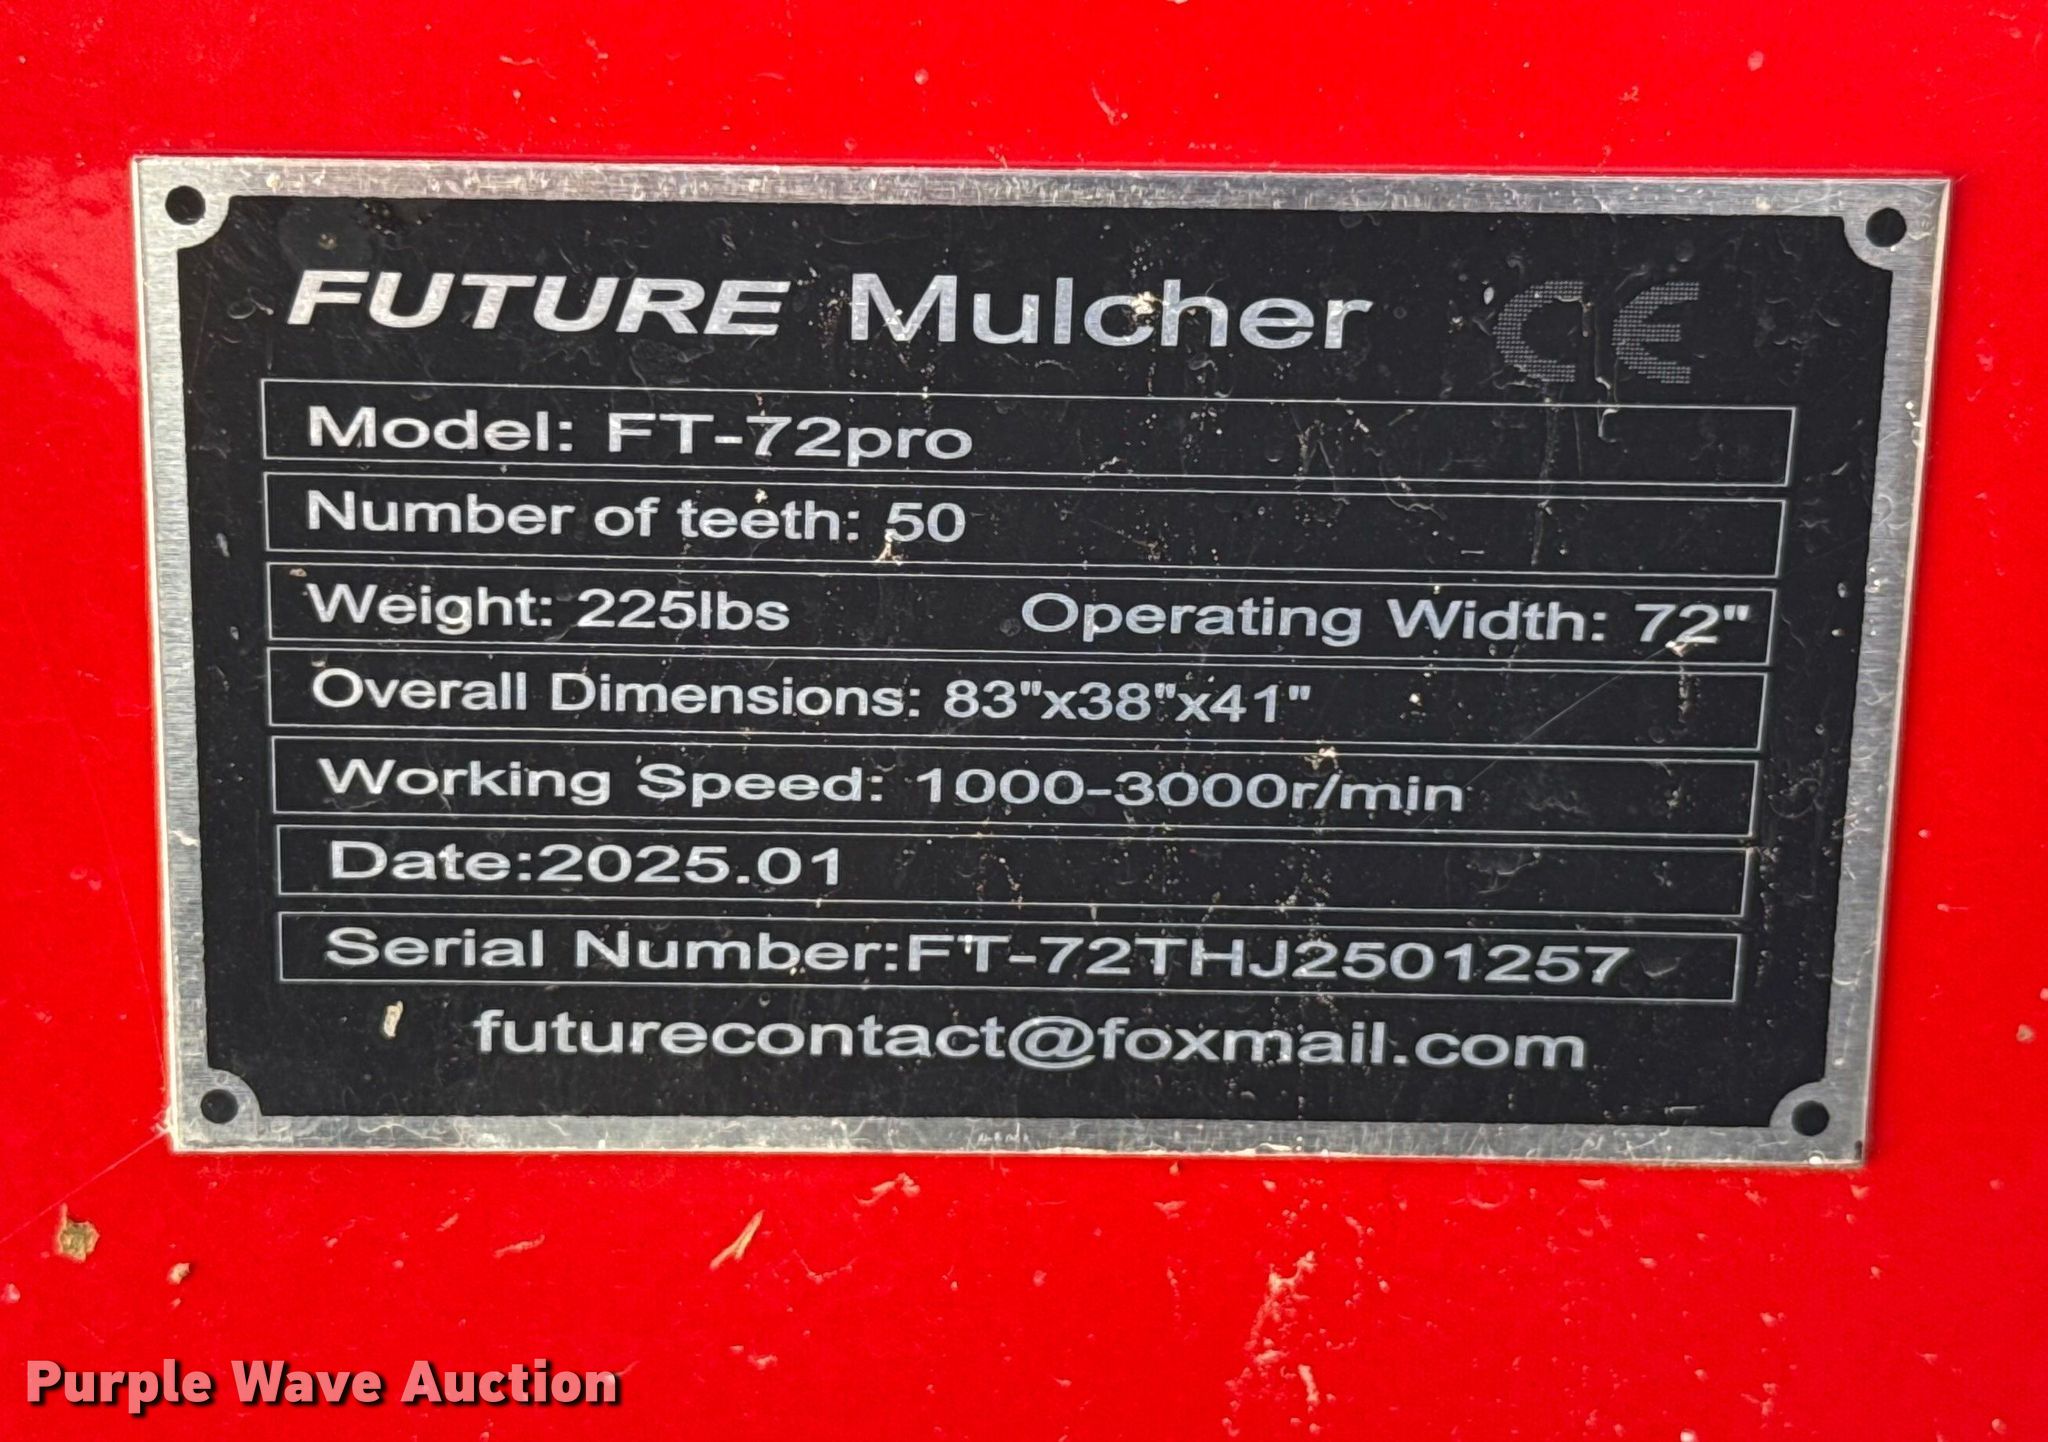 FUTURE Mulcher CE
Model: FT-72pro
Number of teeth: 50
Weight: 225lbs Operating Width: 72"
Overall Dimensions: 83"x38"x41"
Working Speed: 1000-3000r/min
Date:2025.01
Serial Number:FT-72THJ2501257
futurecontact@foxmail.com
Purple Wave Auction